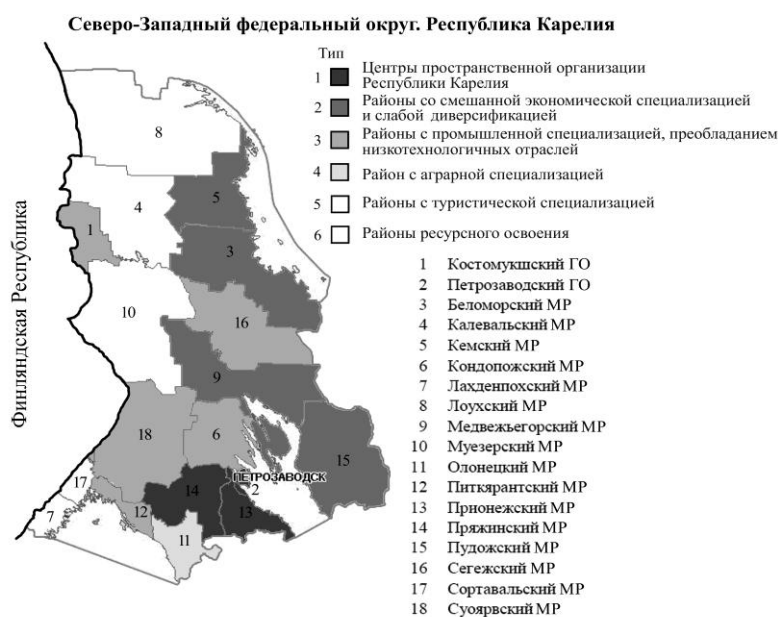 Северо-Западный федеральный округ. Республика Карелия
Тип
1 Центры пространственной организации
Республики Карелия
2 Районы со смешанной экономической специализацией
и слабой диверсификацией
3 Районы с промышленной специализацией, преобладанием
низкотехнологичных отраслей
4 Район с аграрной специализацией
5 Районы с туристической специализацией
6 Районы ресурсного освоения
Финляндская Республика
8
5
4
1
3
10
16
9
18
6
15
ПЕТРОЗАВОДСК
17
14
2
7
12
13
11
1 Костомукшский ГО
2 Петрозаводский ГО
3 Беломорский МР
4 Калевальский МР
5 Кемский МР
6 Кондопожский МР
7 Лахденпохский МР
8 Лоухский МР
9 Медвежьегорский МР
10 Муезерский МР
11 Олонецкий МР
12 Питкярантский МР
13 Прионежский МР
14 Пряжинский МР
15 Пудожский МР
16 Сегежский МР
17 Сортавальский МР
18 Суоярвский МР